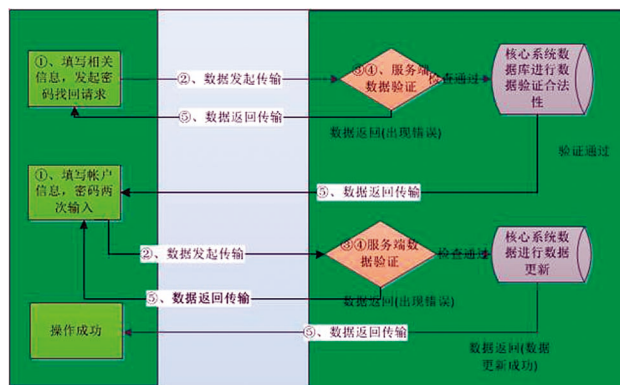 ①、填写相关
信息，发起密
码找回请求
②、数据发起传输
③④、服务端
数据验证
检查通过
核心系统数
据库进行数
据验证合法
性
⑤、数据返回传输
数据返回(出现错误)
验证通过
①、填写帐户
信息，密码两
次输入
⑤、数据返回传输
②、数据发起传输
③④服务端数
据验证
检查通过
核心系统数
据进行数据
更新
⑤、数据返回传输
数据返回(出现错误)
操作成功
⑤、数据返回传输
数据返回(数据
更新成功)